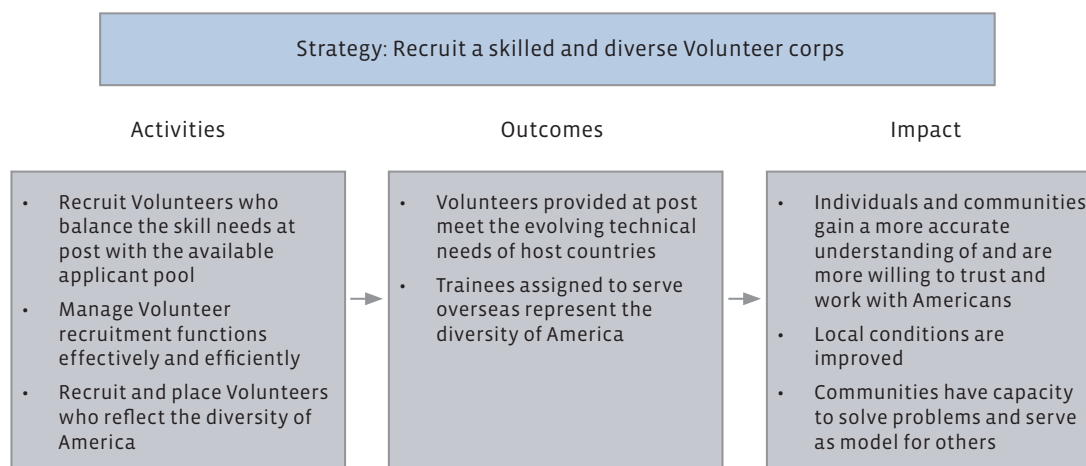 Strategy: Recruit a skilled and diverse Volunteer corps
Activities
• Recruit Volunteers who
balance the skill needs at
post with the available
applicant pool
• Manage Volunteer
recruitment functions
effectively and efficiently
• Recruit and place Volunteers
who reflect the diversity of
America
Outcomes
• Volunteers provided at post
meet the evolving technical
needs of host countries
• Trainees assigned to serve
overseas represent the
diversity of America
Impact
• Individuals and communities
gain a more accurate
understanding of and are
more willing to trust and
work with Americans
• Local conditions are
improved
• Communities have capacity
to solve problems and serve
as model for others